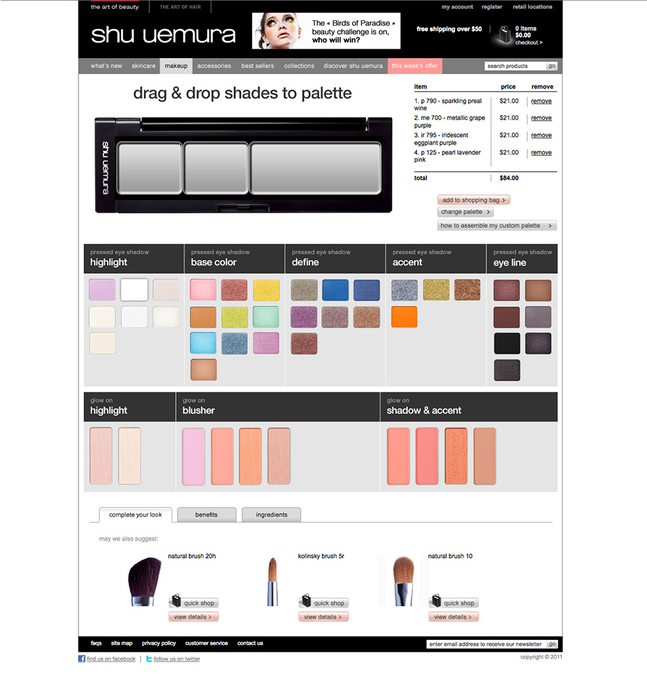 the art of beauty
THE ART OF HAIR
my account register retail locations
shu uemura
The « Birds of Paradise »
beauty challenge is on,
who will win?
free shipping over $50
0 items
$0.00
checkout >
what's new skincare makeup accessories best sellers collections discover shu uemura this week's offer
search products go
drag & drop shades to palette
shu uemura
item price remove
1. p 790 - sparkling preal
wine
$21.00 remove
2. me 700 - metallic grape
purple
$21.00 remove
3. ir 795 - iridescent
eggplant purple
$21.00 remove
4. p 125 - pearl lavender
pink
$21.00 remove
total $84.00
add to shopping bag >
change palette >
how to assemble my custom palette >
pressed eye shadow
highlight
pressed eye shadow
base color
pressed eye shadow
define
pressed eye shadow
accent
pressed eye shadow
eye line
glow on
highlight
glow on
blusher
glow on
shadow & accent
complete your look benefits ingredients
may we also suggest:
natural brush 20h
quick shop
view details >
kolinsky brush 5r
quick shop
view details >
natural brush 10
quick shop
view details >
faqs site map privacy policy customer service contact us
enter email address to receive our newsletter go
find us on facebook | follow us on twitter
copyright © 2011